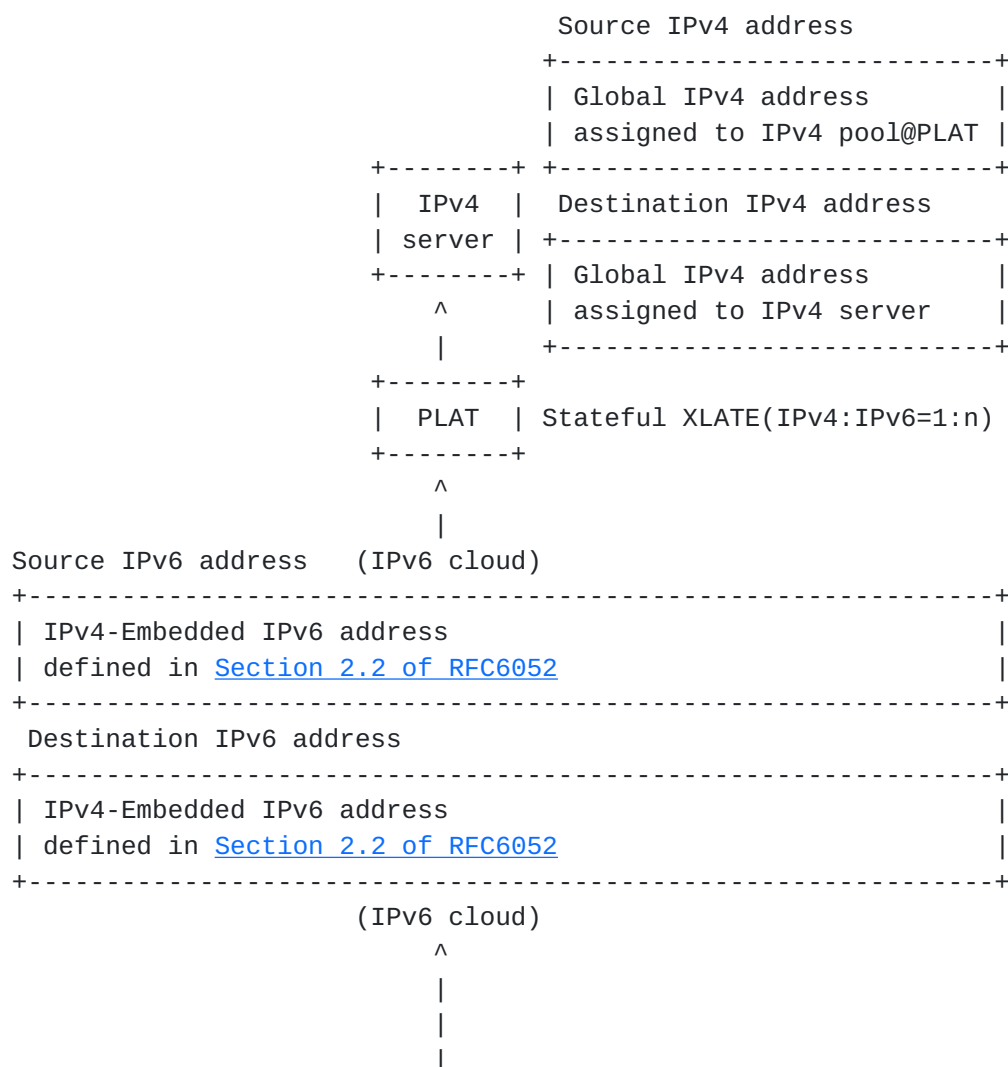 Source IPv4 address
                                  +----------------------------+
                                  | Global IPv4 address        |
                                  | assigned to IPv4 pool@PLAT |
                       +--------+ +----------------------------+
                       |  IPv4  |  Destination IPv4 address
                       | server | +----------------------------+
                       +--------+ | Global IPv4 address        |
                           ^      | assigned to IPv4 server    |
                           |      +----------------------------+
                       +--------+
                       |  PLAT  | Stateful XLATE(IPv4:IPv6=1:n)
                       +--------+
                           ^
                           |
Source IPv6 address   (IPv6 cloud)
+--------------------------------------------------------------+
| IPv4-Embedded IPv6 address                                   |
| defined in Section 2.2 of RFC6052                            |
+--------------------------------------------------------------+
 Destination IPv6 address
+--------------------------------------------------------------+
| IPv4-Embedded IPv6 address                                   |
| defined in Section 2.2 of RFC6052                            |
+--------------------------------------------------------------+
                      (IPv6 cloud)
                           ^
                           |
                           |
                           |